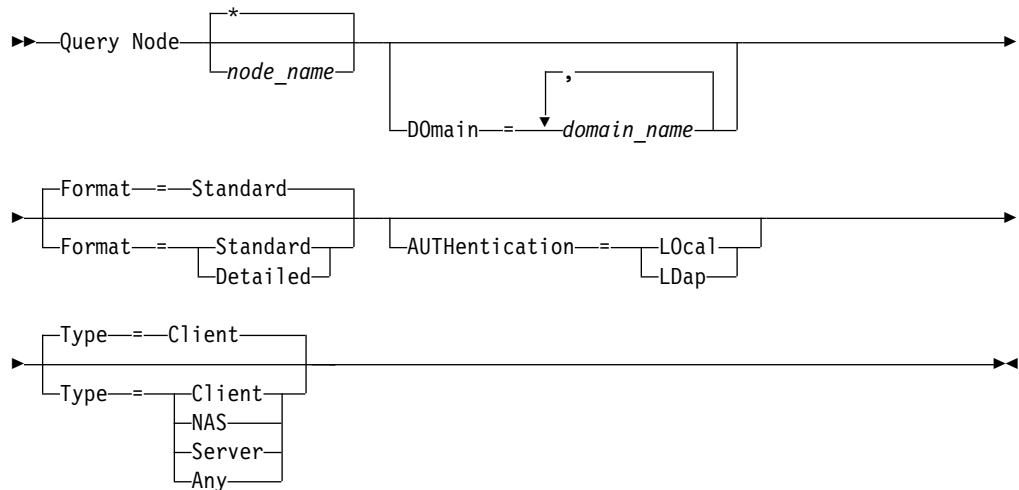 *
Query Node
node_name
,
DOmain = domain_name
Format = Standard
Format = Standard
Detailed
AUTHentication = LOcal
LDap
Type = Client
Type = Client
NAS
Server
Any